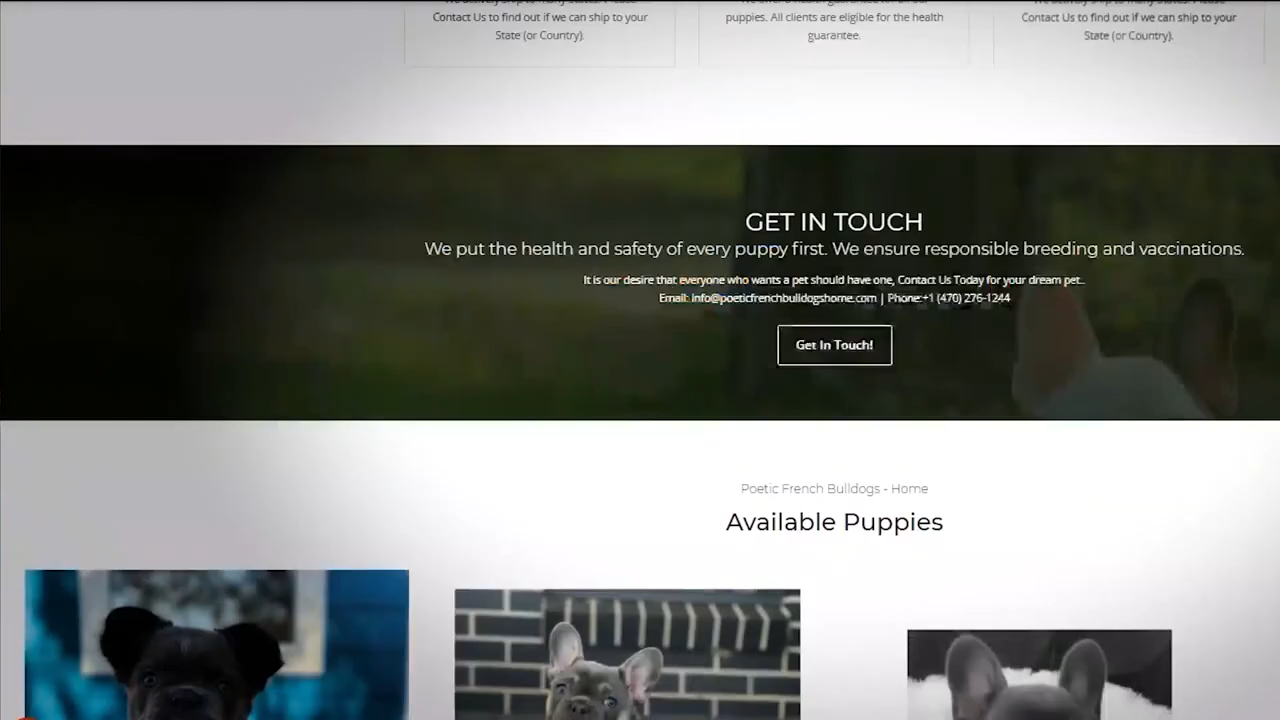 Contact Us to find out if we can ship to your
State (or Country).
puppies. All clients are eligible for the health
guarantee.
Contact Us to find out if we can ship to your
State (or Country).
GET IN TOUCH
We put the health and safety of every puppy first. We ensure responsible breeding and vaccinations.
It is our desire that everyone who wants a pet should have one, Contact Us Today for your dream pet..
Email: info@poeticfrenchbulldogshome.com | Phone:+1 (470) 276-1244
Get In Touch!
Poetic French Bulldogs - Home
Available Puppies